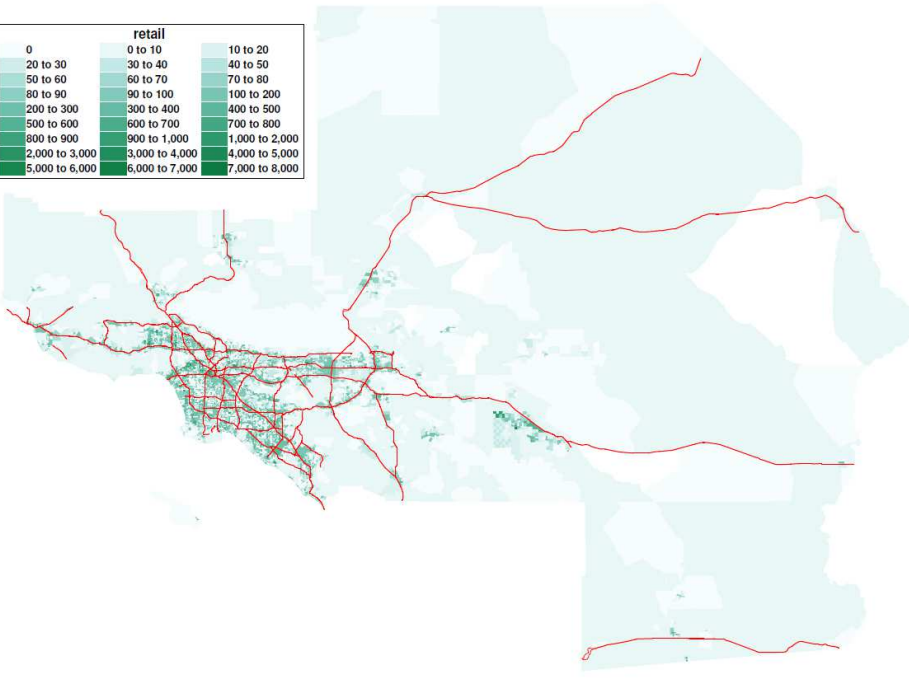 retail
0 0 to 10 10 to 20
20 to 30 30 to 40 40 to 50
50 to 60 60 to 70 70 to 80
80 to 90 90 to 100 100 to 200
200 to 300 300 to 400 400 to 500
500 to 600 600 to 700 700 to 800
800 to 900 900 to 1,000 1,000 to 2,000
2,000 to 3,000 3,000 to 4,000 4,000 to 5,000
5,000 to 6,000 6,000 to 7,000 7,000 to 8,000